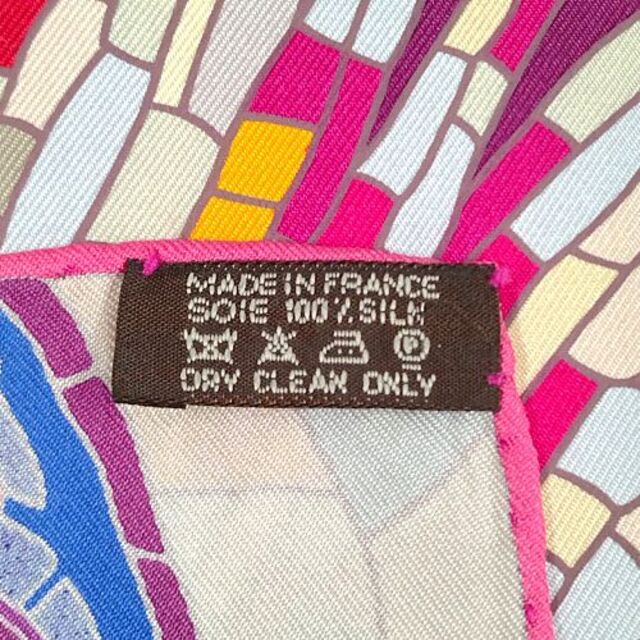 MADE IN FRANCE
SOIE 100% SILK
P
DRY CLEAN ONLY